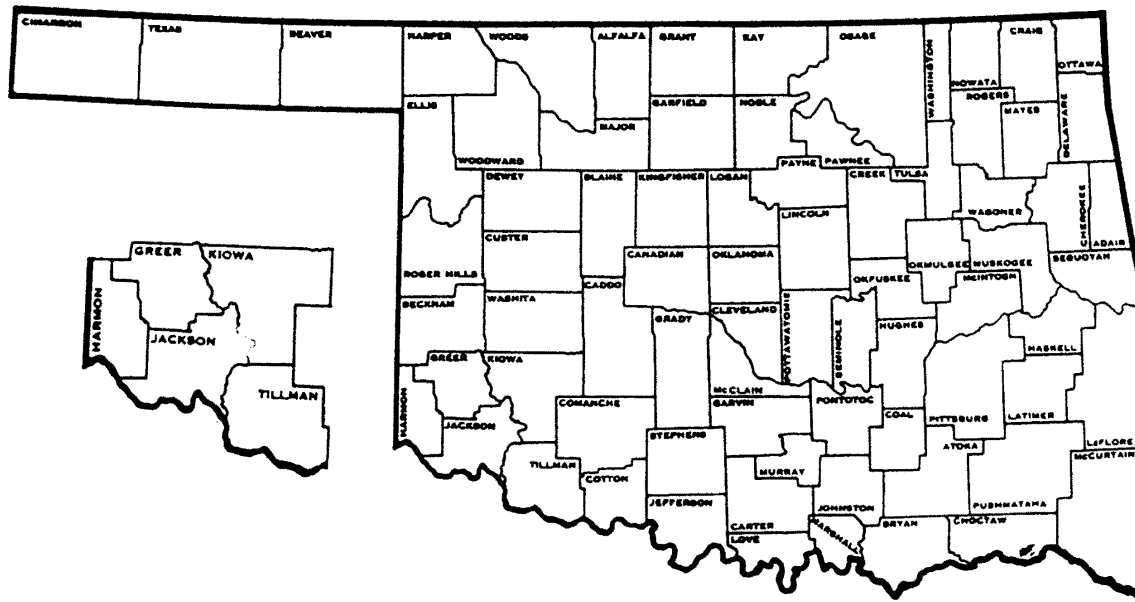 CIMARRON
TEXAS
BEAVER
HARPER
WOODS
ALFALFA
GRANT
KAY
OSAGE
WASHINGTON
NOWATA
CRAIG
OTTAWA
ROGERS
MAYES
DELAWARE
ELLIS
WOODWARD
MAJOR
GARFIELD
NOBLE
PAYNE
PAWNEE
CREEK
TULSA
DEWEY
BLAINE
KINGFISHER
LOGAN
LINCOLN
WAGONER
CHEROKEE
ADAIR
CUSTER
ROGER MILLS
CADDO
CANADIAN
OKLAHOMA
OKFUSKEE
OKMULGEE
MUSKOGEE
McINTOSH
SEQUOYAH
BECKHAM
WASHITA
GRADY
CLEVELAND
POTTAWATOMIE
SEMINOLE
HUGHES
HASKELL
GREER
KIOWA
HARMON
JACKSON
TILLMAN
COMANCHE
COTTON
STEPHENS
JEFFERSON
McCLAIN
GARVIN
PONTOTOC
COAL
PITTSBURG
LATIMER
LeFLORE
McCURTAIN
ATOKA
MURRAY
JOHNSTON
PUSHMATAHA
CARTER
LOVE
MARSHALL
BRYAN
CHOCTAW
GREER
KIOWA
HARMON
JACKSON
TILLMAN